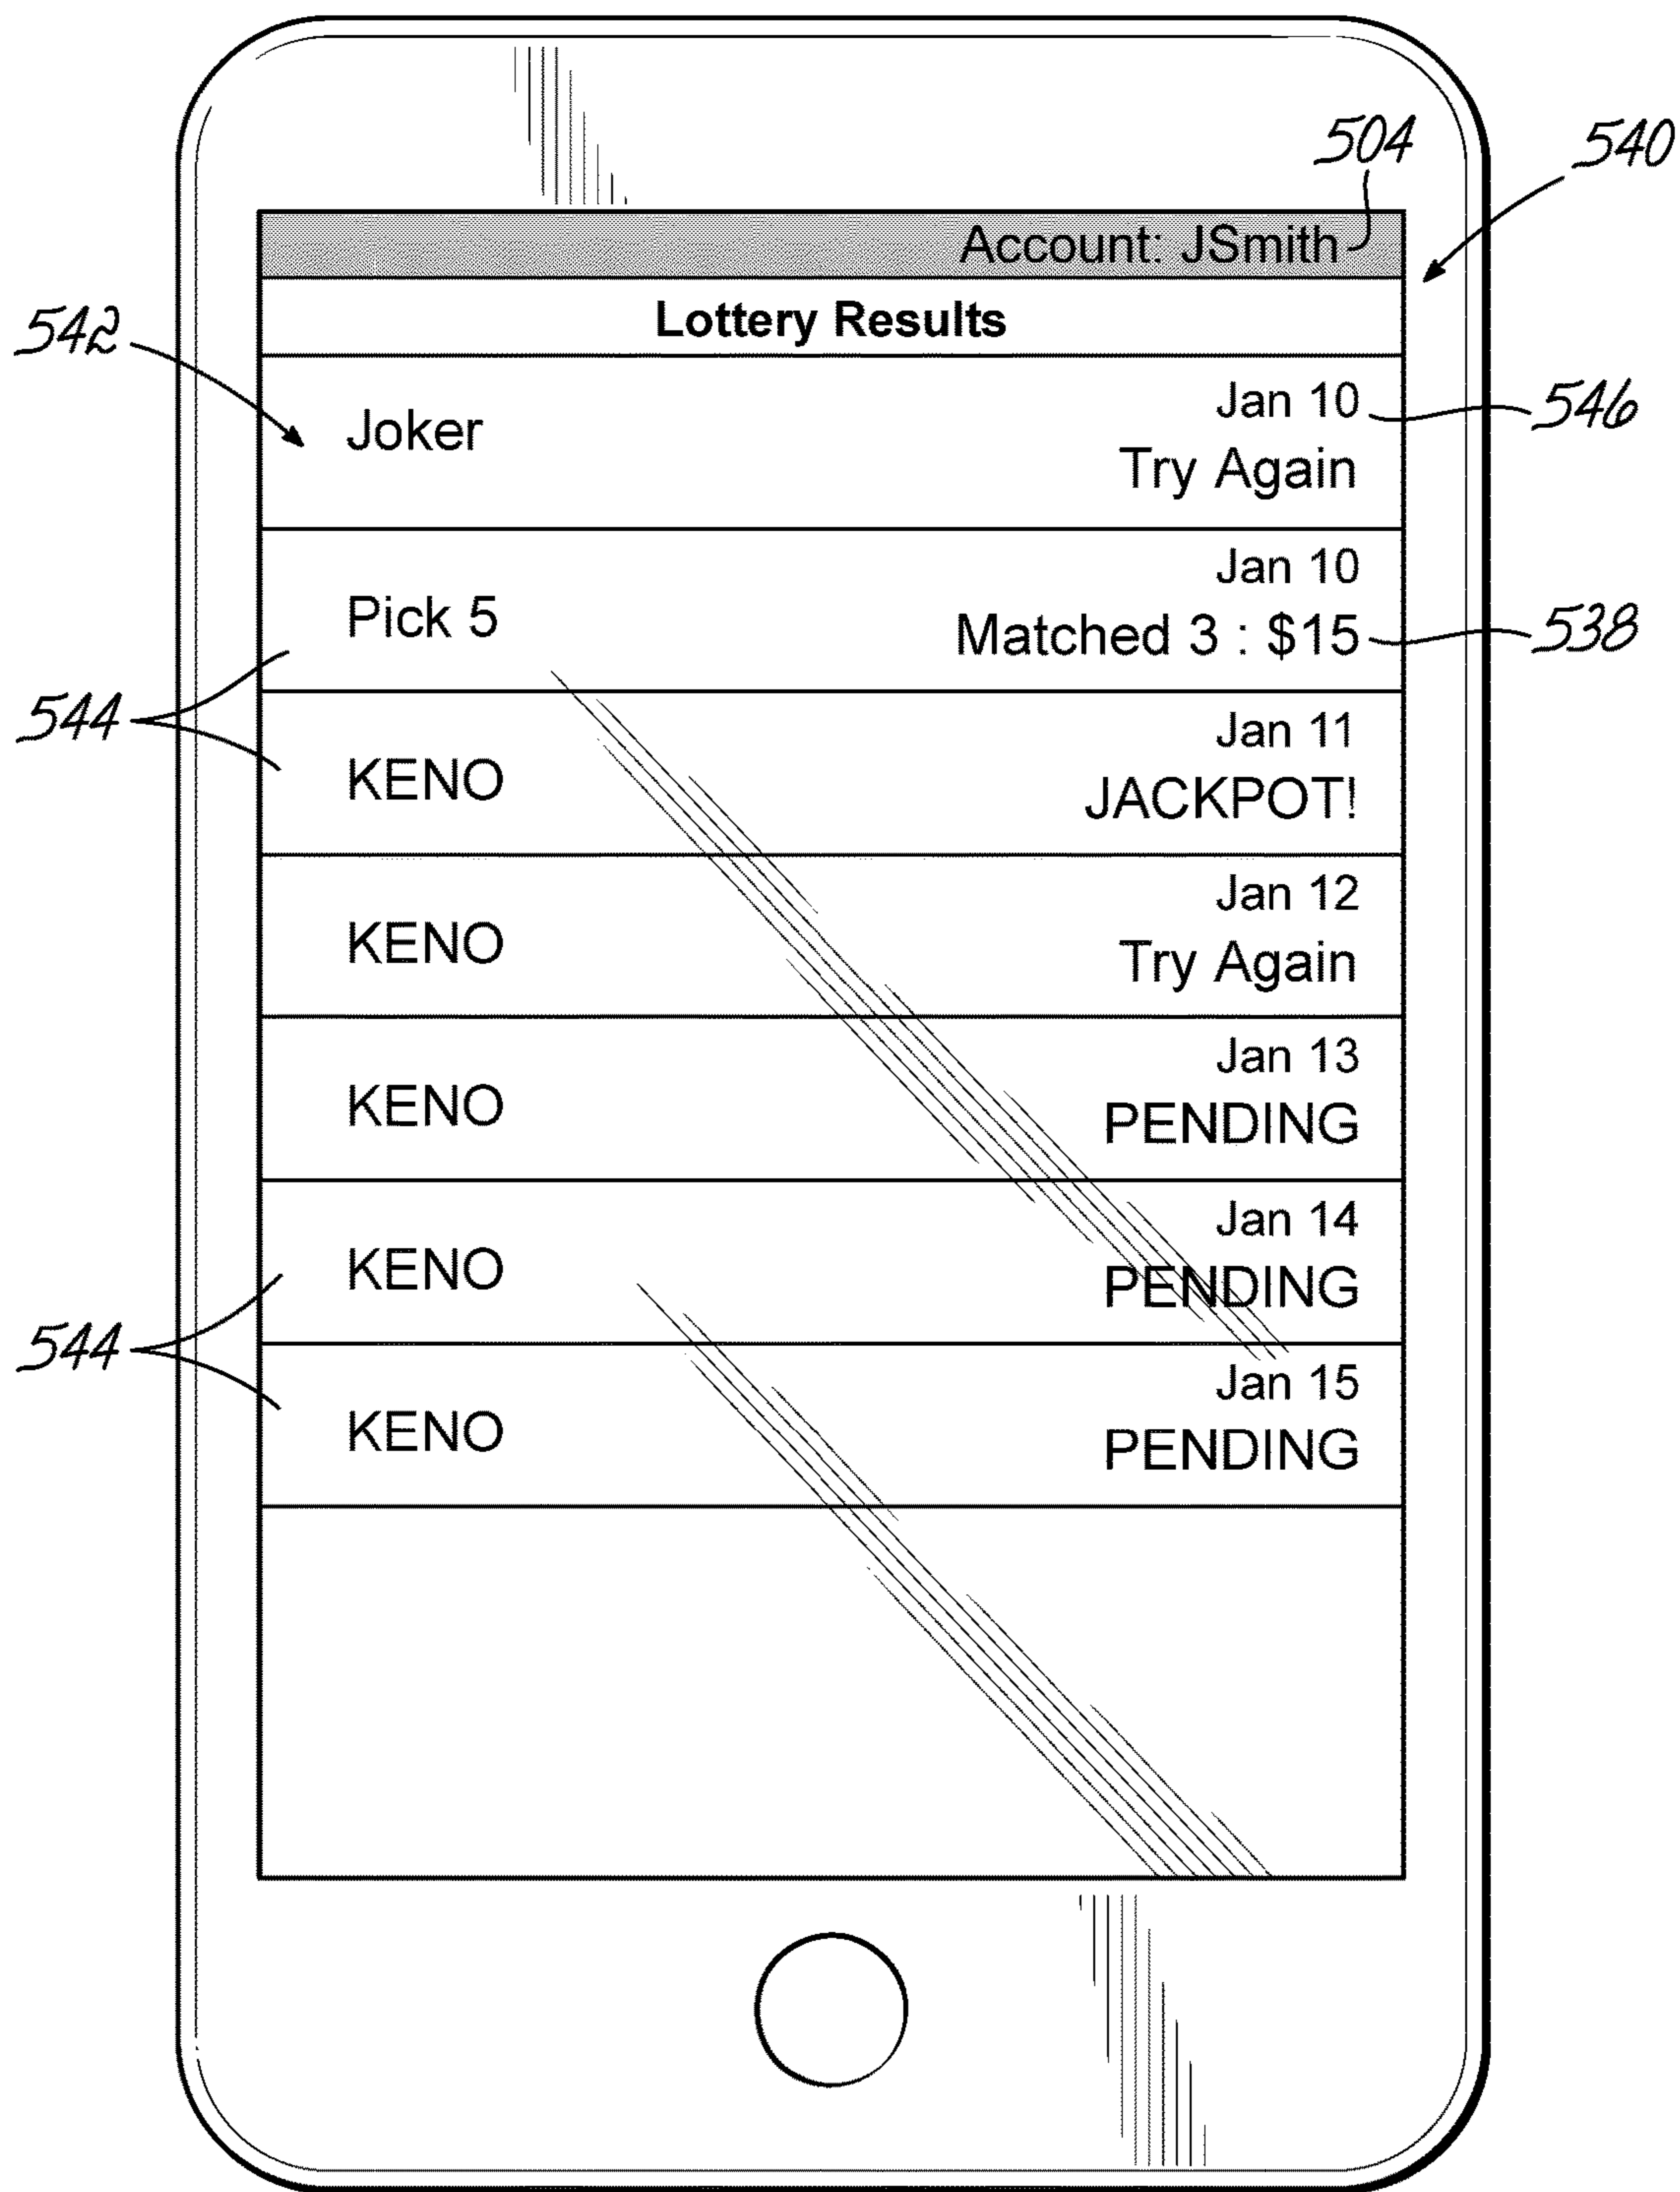 504
540
Account: JSmith
542
Lottery Results
Joker
Jan 10
546
Try Again
Jan 10
Pick 5
Matched 3 : $15
538
544
KENO
Jan 11
JACKPOT!
KENO
Jan 12
Try Again
KENO
Jan 13
PENDING
KENO
Jan 14
PENDING
544
KENO
Jan 15
PENDING